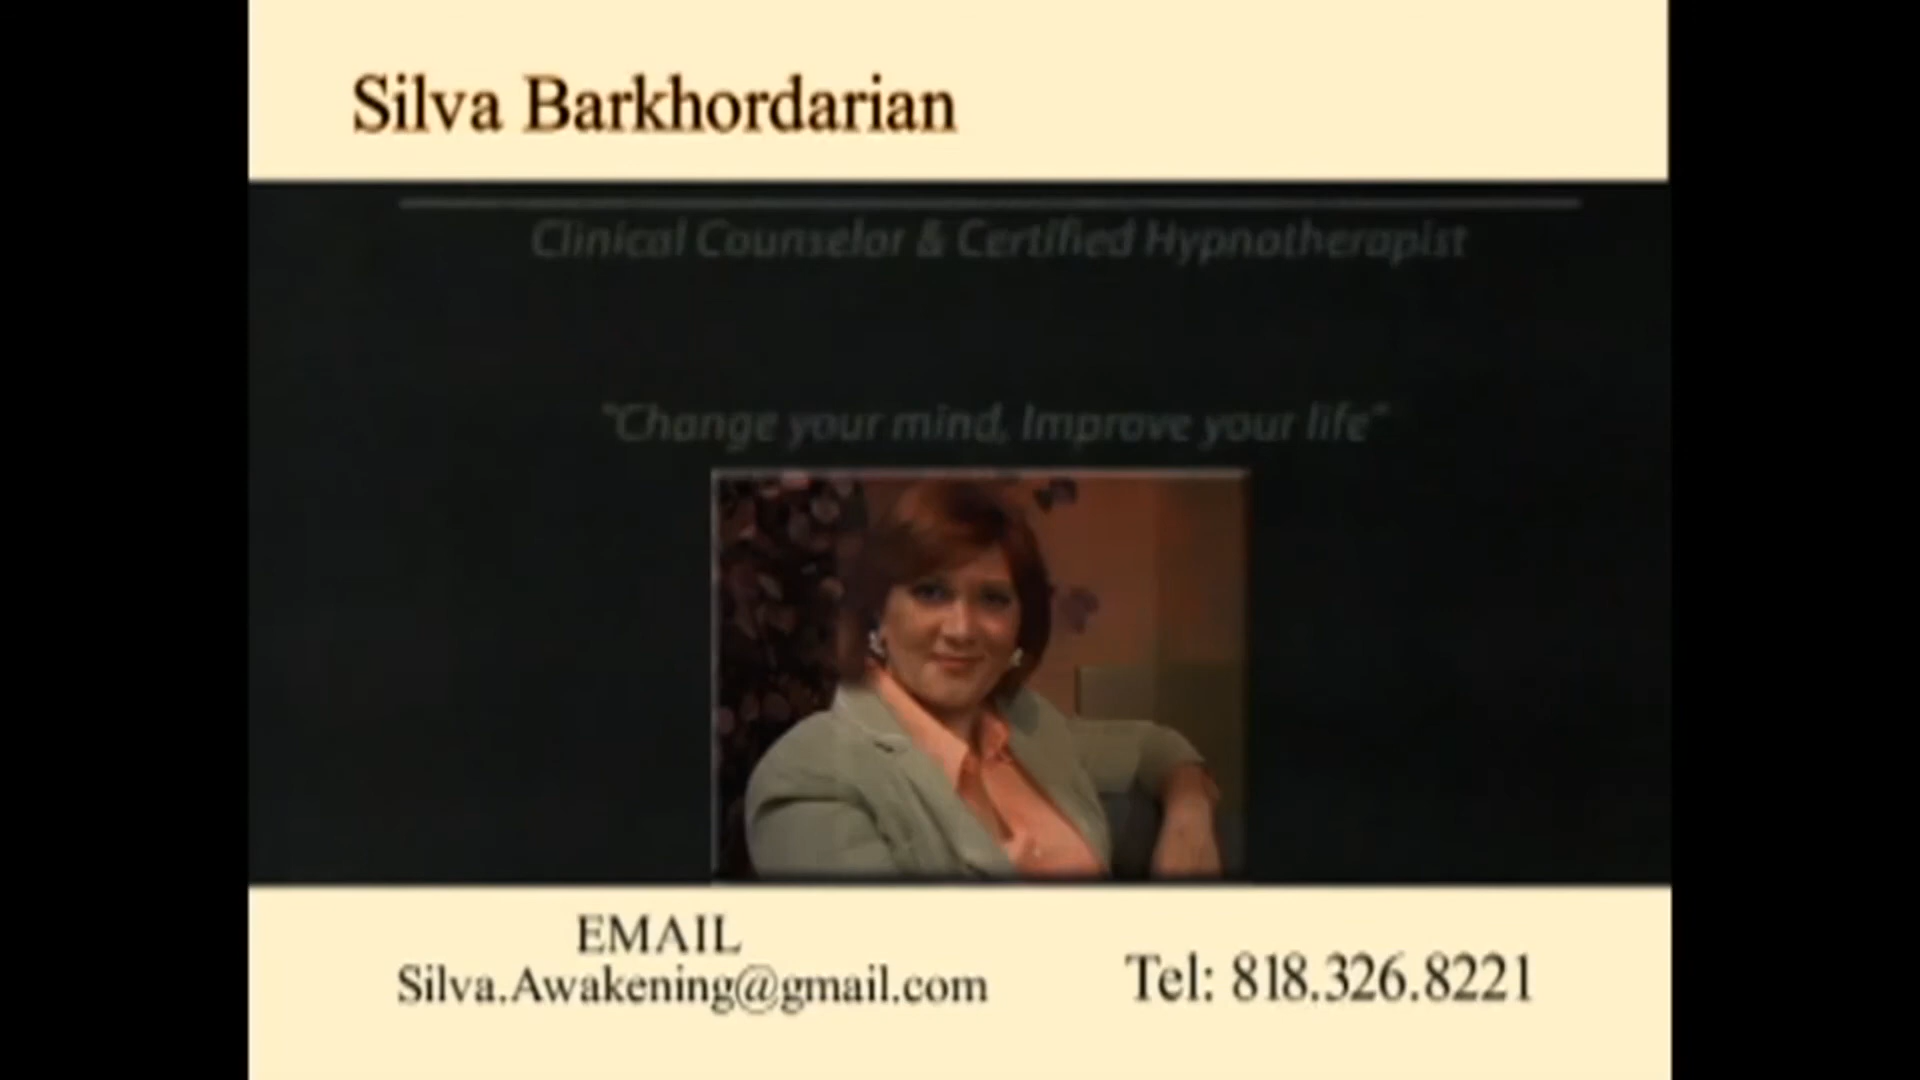 Silva Barkhordarian
Clinical Counselor & Certified Hypnotherapist
"Change your mind, Improve your life"
EMAIL
Silva.Awakening@gmail.com
Tel: 818.326.8221